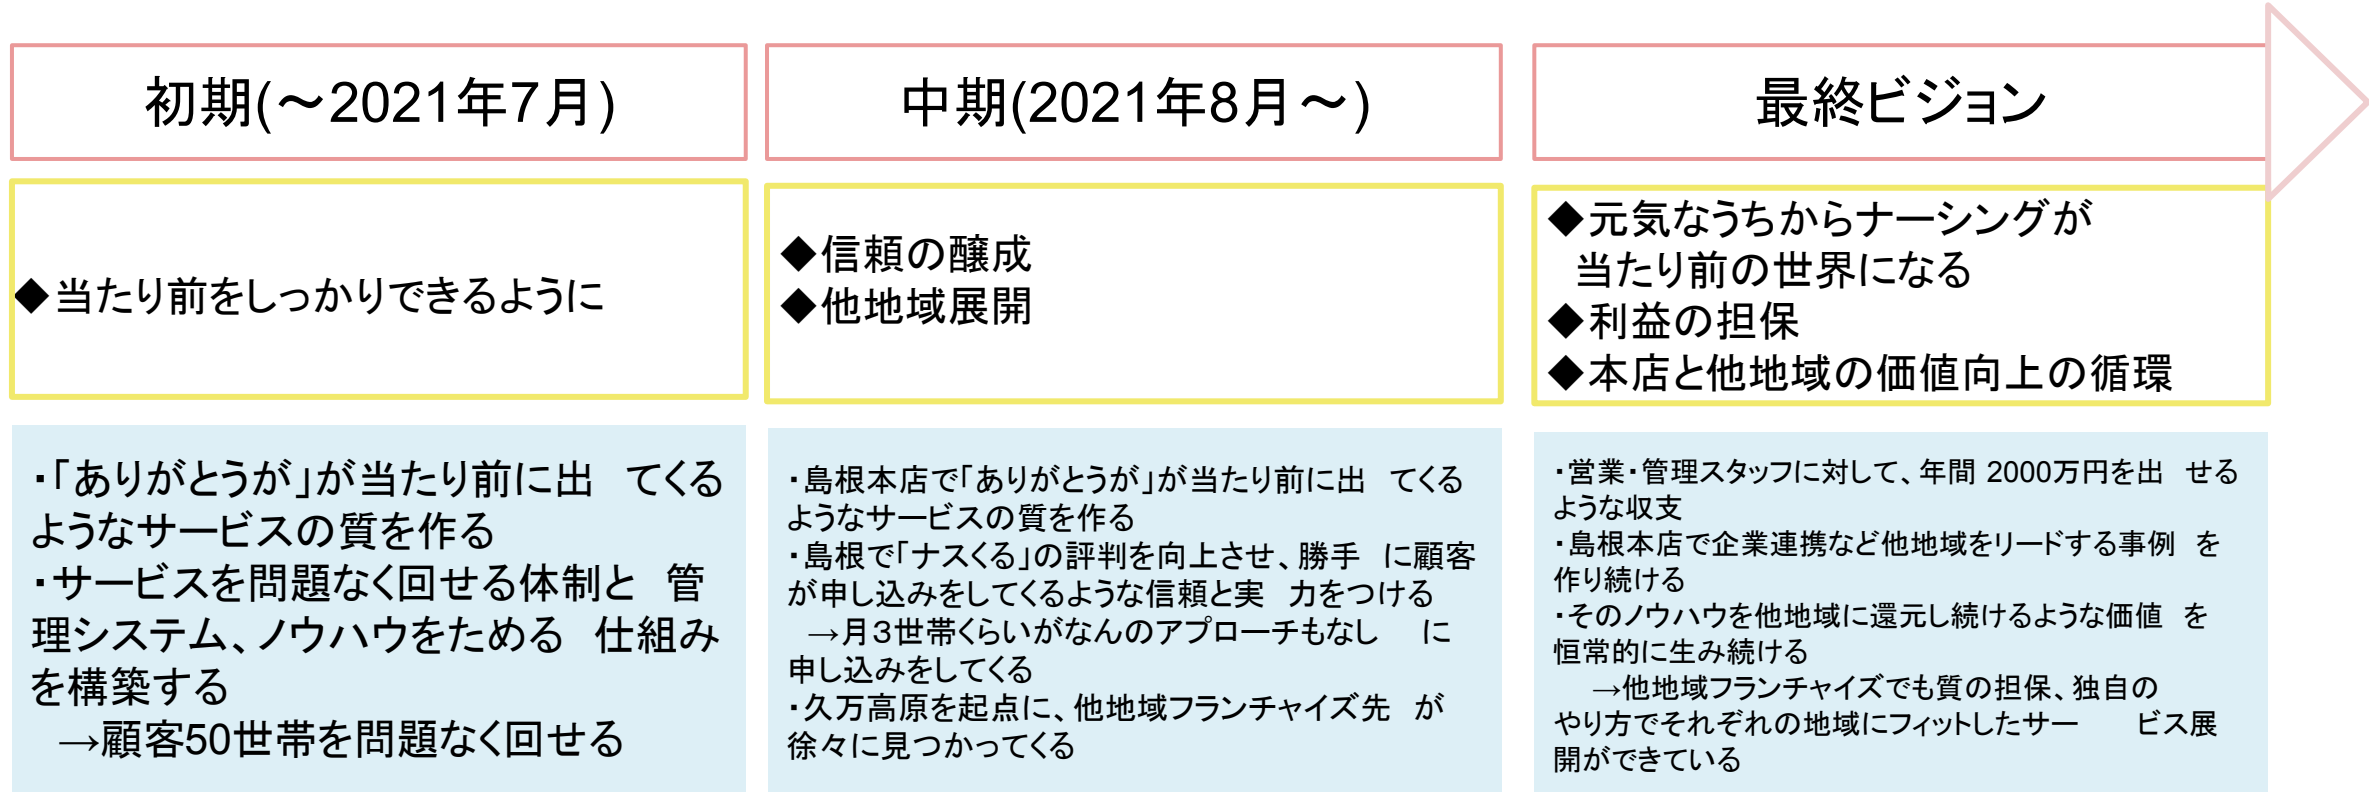 初期(～2021年7月)
中期(2021年8月～)
最終ビジョン
◆当たり前をしっかりできるように
◆信頼の醸成
◆他地域展開
◆元気なうちからナーシングが
当たり前の世界になる
◆利益の担保
◆本店と他地域の価値向上の循環
・「ありがとうが」が当たり前に出　てくる
ようなサービスの質を作る
・サービスを問題なく回せる体制と　管
理システム、ノウハウをためる　仕組み
を構築する
→顧客50世帯を問題なく回せる
・島根本店で「ありがとうが」が当たり前に出　てくる
ようなサービスの質を作る
・島根で「ナスくる」の評判を向上させ、勝手　に顧客
が申し込みをしてくるような信頼と実　力をつける
→月３世帯くらいがなんのアプローチもなし　　に
申し込みをしてくる
・久万高原を起点に、他地域フランチャイズ先　が
徐々に見つかってくる
・営業・管理スタッフに対して、年間 2000万円を出　せる
ような収支
・島根本店で企業連携など他地域をリードする事例　を
作り続ける
・そのノウハウを他地域に還元し続けるような価値　を
恒常的に生み続ける
→他地域フランチャイズでも質の担保、独自の
やり方でそれぞれの地域にフィットしたサー　　ビス展
開ができている